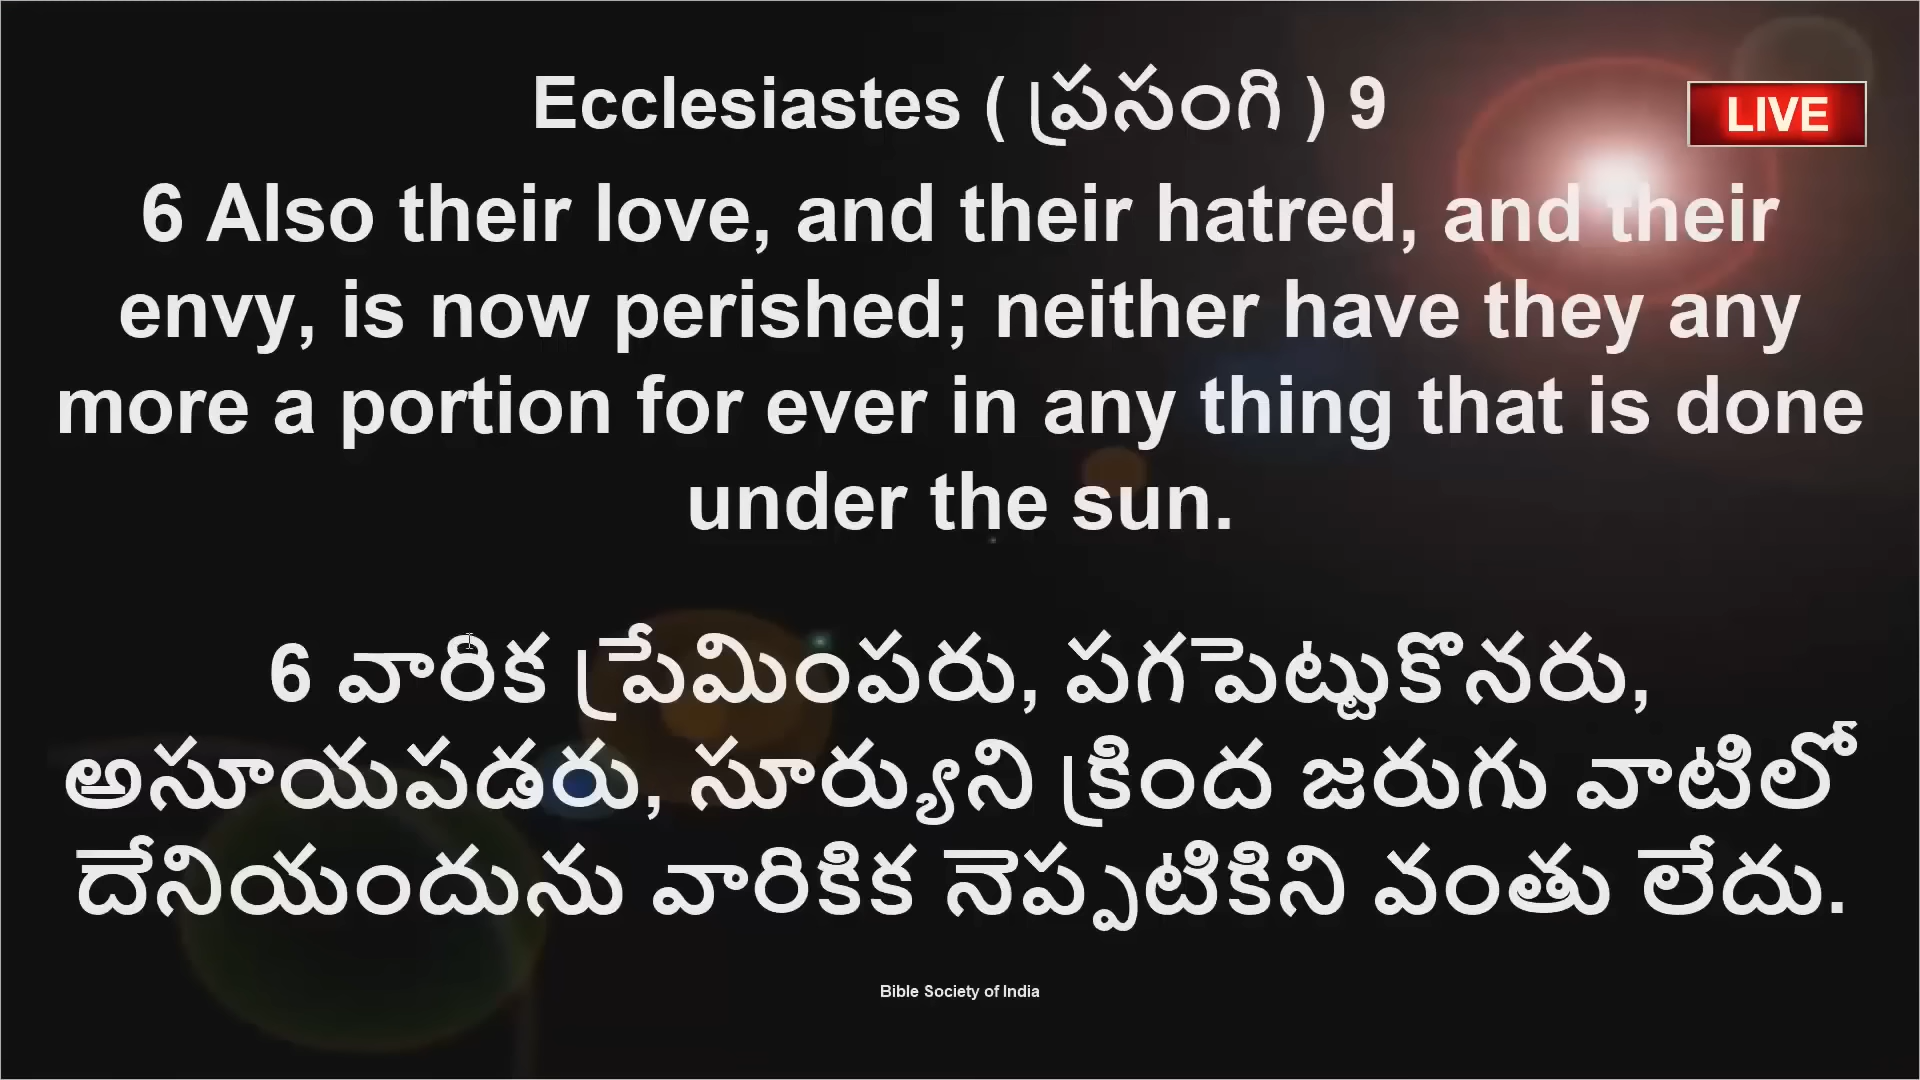 Ecclesiastes ( ప్రసంగి ) 9
LIVE
6 Also their love, and their hatred, and their
envy, is now perished; neither have they any
more a portion for ever in any thing that is done
under the sun.
6 వారిక ప్రేమింపరు, పగపెట్టుకొనరు,
అసూయపడరు, సూర్యుని క్రింద జరుగు వాటిలో
దేనియందును వారికిక నెప్పటికిని వంతు లేదు.
Bible Society of India